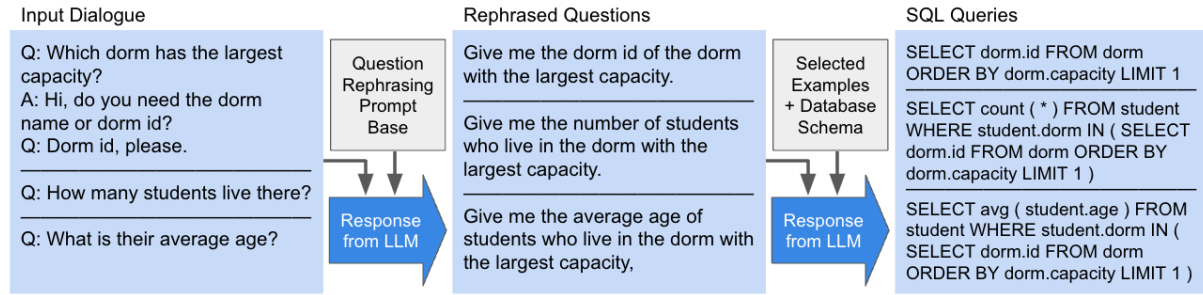 Input Dialogue
Q: Which dorm has the largest
capacity?
A: Hi, do you need the dorm
name or dorm id?
Q: Dorm id, please.
Q: How many students live there?
Q: What is their average age?
Question
Rephrasing
Prompt
Base
Response
from LLM
Rephrased Questions
Give me the dorm id of the dorm
with the largest capacity.
Give me the number of students
who live in the dorm with the
largest capacity.
Give me the average age of
students who live in the dorm with
the largest capacity,
Selected
Examples
+ Database
Schema
Response
from LLM
SQL Queries
SELECT dorm.id FROM dorm
ORDER BY dorm.capacity LIMIT 1
SELECT count ( * ) FROM student
WHERE student.dorm IN ( SELECT
dorm.id FROM dorm ORDER BY
dorm.capacity LIMIT 1 )
SELECT avg ( student.age ) FROM
student WHERE student.dorm IN (
SELECT dorm.id FROM dorm
ORDER BY dorm.capacity LIMIT 1 )